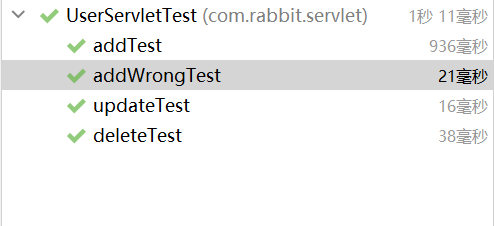 UserServletTest (com.rabbit.servlet) 1秒 11毫秒
addTest 936毫秒
addWrongTest 21毫秒
updateTest 16毫秒
deleteTest 38毫秒